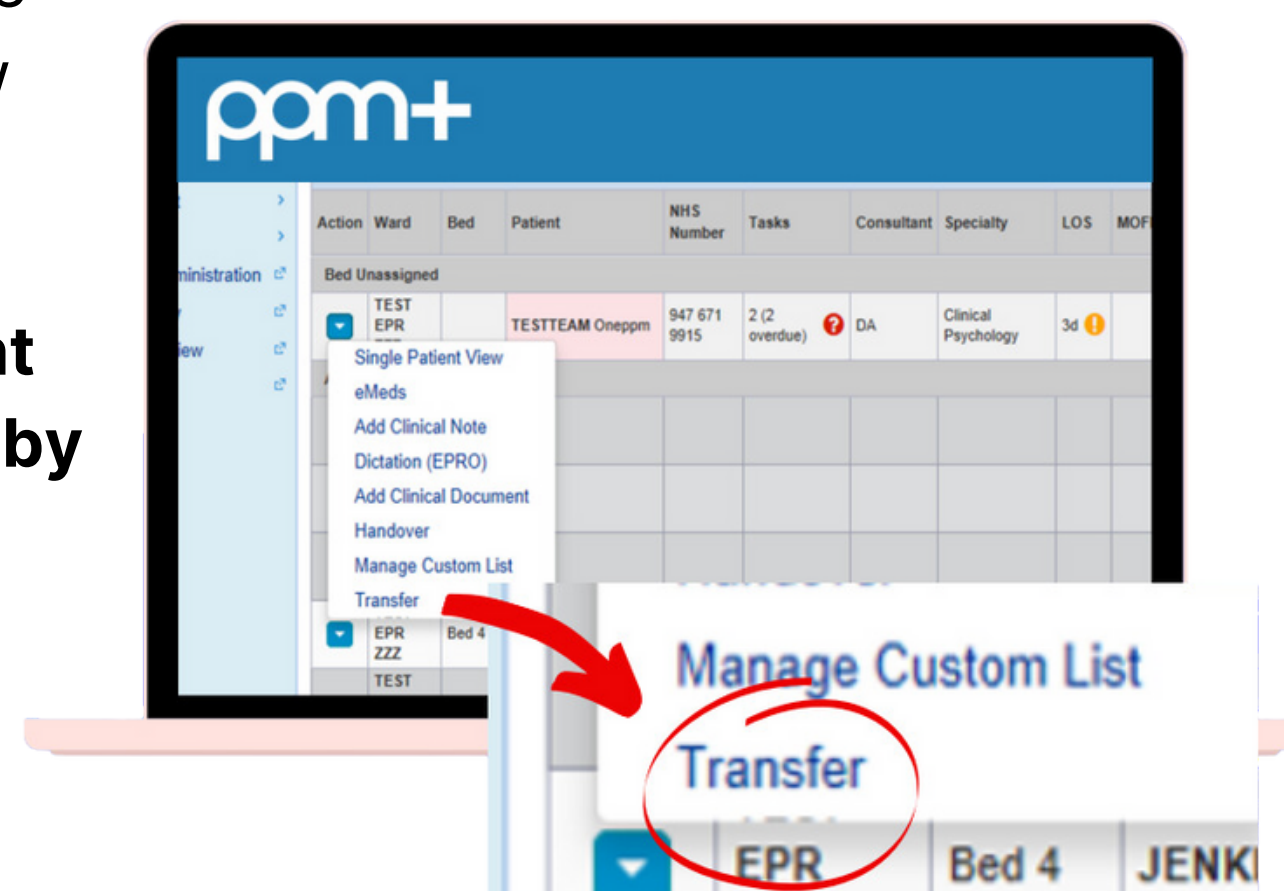 by
ppm+
Action Ward Bed Patient NHS Number Tasks Consultant Specialty LOS
Bed Unassigned
TEST EPR
TESTTEAM Oneppm
947 671 9915
2 (2 overdue)
DA
Clinical Psychology
3d
Single Patient View
eMeds
Add Clinical Note
Dictation (EPRO)
Add Clinical Document
Handover
Manage Custom List
Transfer
EPR ZZZ
Bed 4
TEST
Manage Custom List
Transfer
EPR
Bed 4